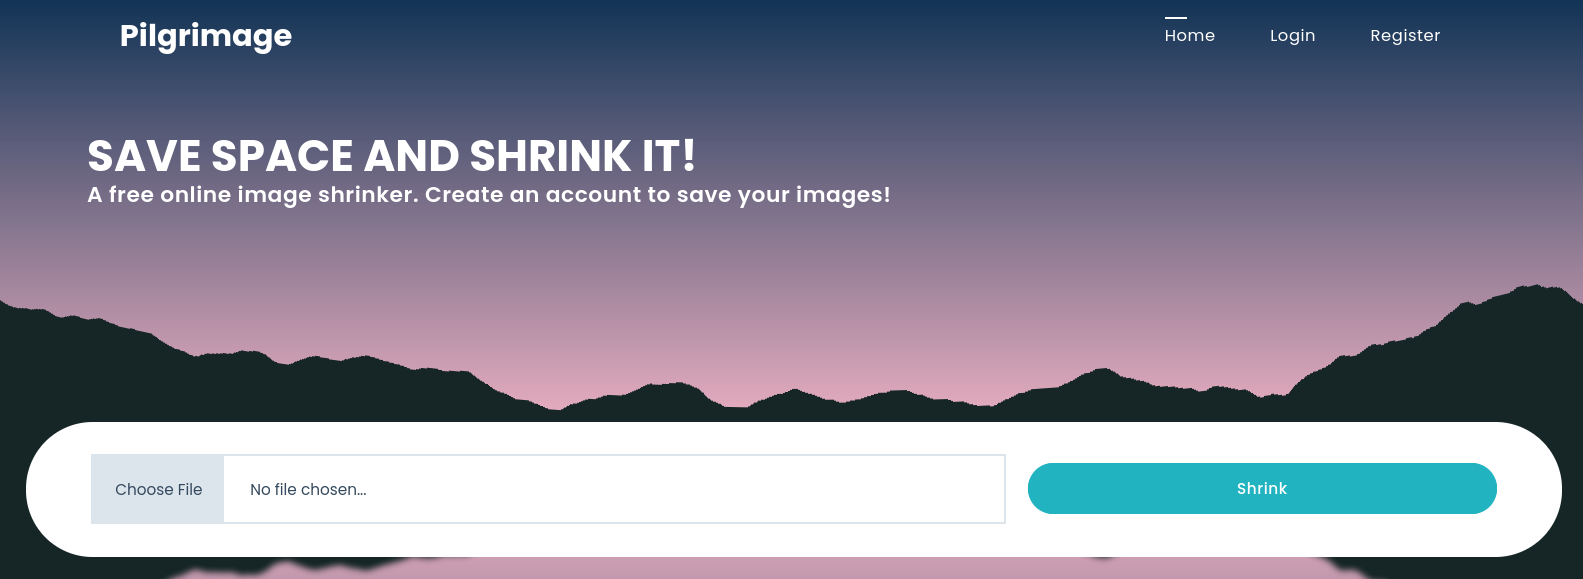 Pilgrimage
Home Login Register
SAVE SPACE AND SHRINK IT!
A free online image shrinker. Create an account to save your images!
Choose File No file chosen... Shrink